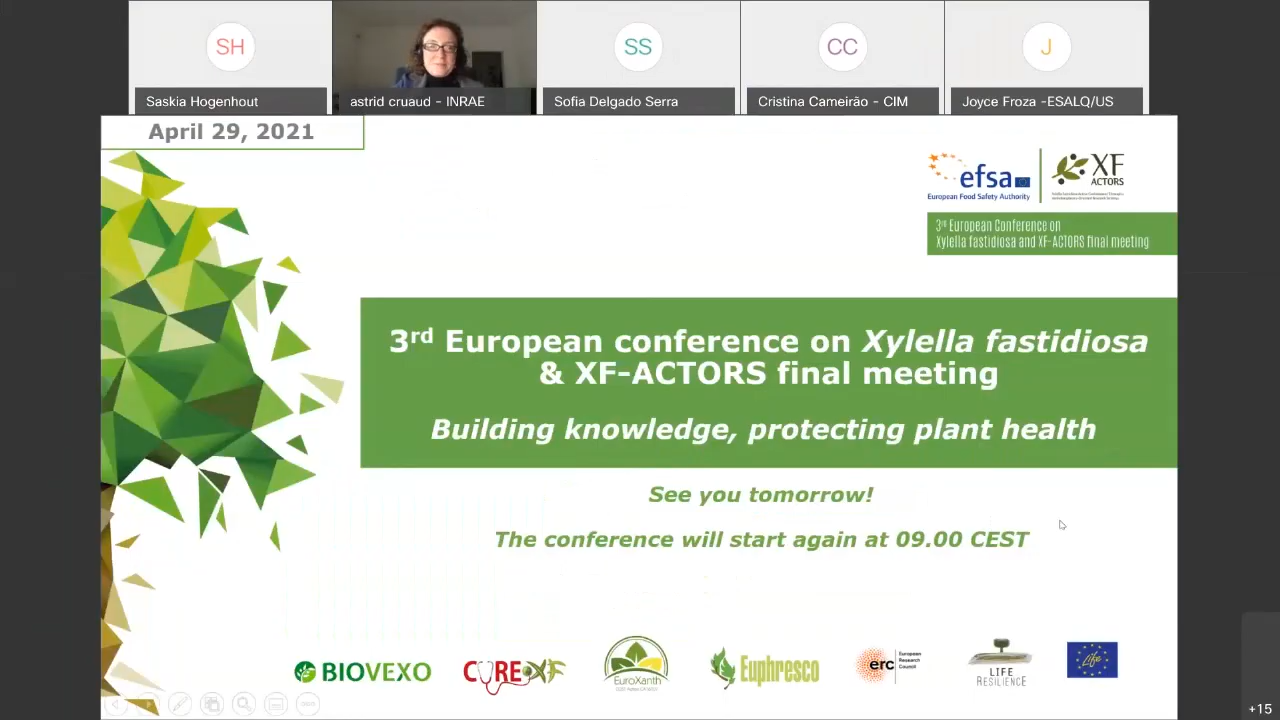 SH
SS
CC
J
Saskia Hogenhout
astrid cruaud - INRAE
Sofia Delgado Serra
Cristina Cameirão - CIM
Joyce Froza -ESALQ/US
April 29, 2021
efsa
European Food Safety Authority
XF
ACTORS
3rd European Conference on
Xylella fastidiosa and XF-ACTORS final meeting
3rd European conference on Xylella fastidiosa
& XF-ACTORS final meeting
Building knowledge, protecting plant health
See you tomorrow!
The conference will start again at 09.00 CEST
BIOVEXO
CURE XF
EuroXanth
Euphresco
erc
European
Research
Council
LIFE
RESILIENCE
Life
+15